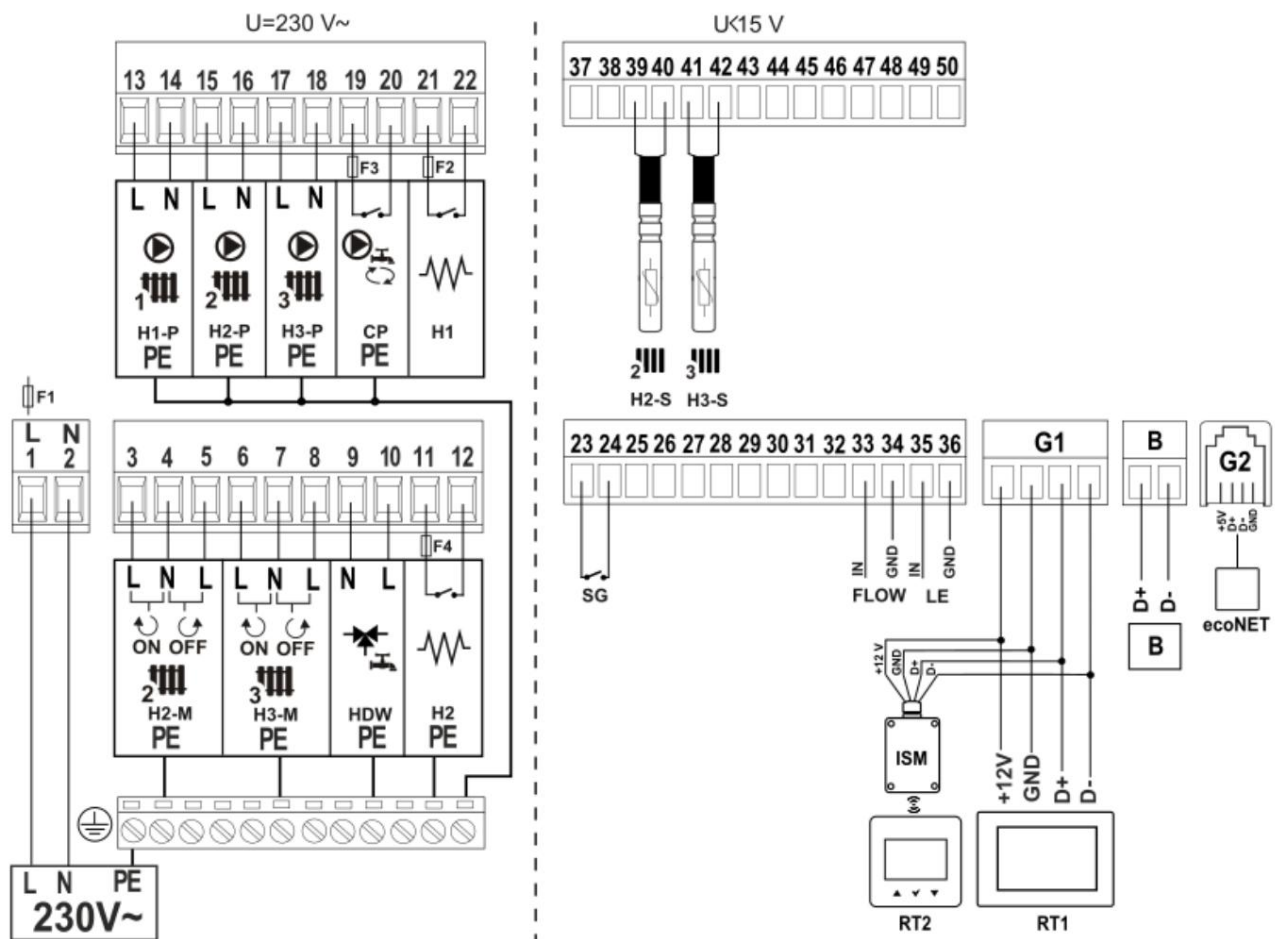 U=230 V~
U<15 V
13 14 15 16 17 18 19 20 21 22
37 38 39 40 41 42 43 44 45 46 47 48 49 50
F3 F2
L N L N L N
1 2 3
H1-P H2-P H3-P CP H1
PE PE PE PE
2 3
H2-S H3-S
F1
L N
1 2
3 4 5 6 7 8 9 10 11 12
23 24 25 26 27 28 29 30 31 32 33 34 35 36
G1
B
G2
+5V
D+
D-
GND
ecoNET
F4
L N L L N L N L
ON OFF ON OFF
2 3
H2-M H3-M HDW H2
PE PE PE PE
SG
IN GND IN GND
FLOW LE
D+ D-
B
+12 V GND D+ D-
ISM
+12V GND D+ D-
RT2 RT1
L N PE
230V~